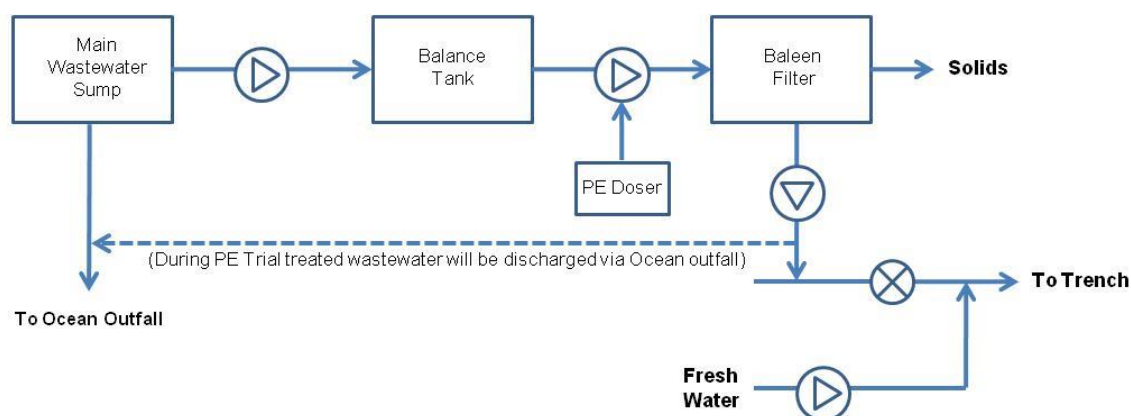 Main
Wastewater
Sump
Balance
Tank
Baleen
Filter
Solids
PE Doser
(During PE Trial treated wastewater will be discharged via Ocean outfall)
To Trench
To Ocean Outfall
Fresh
Water